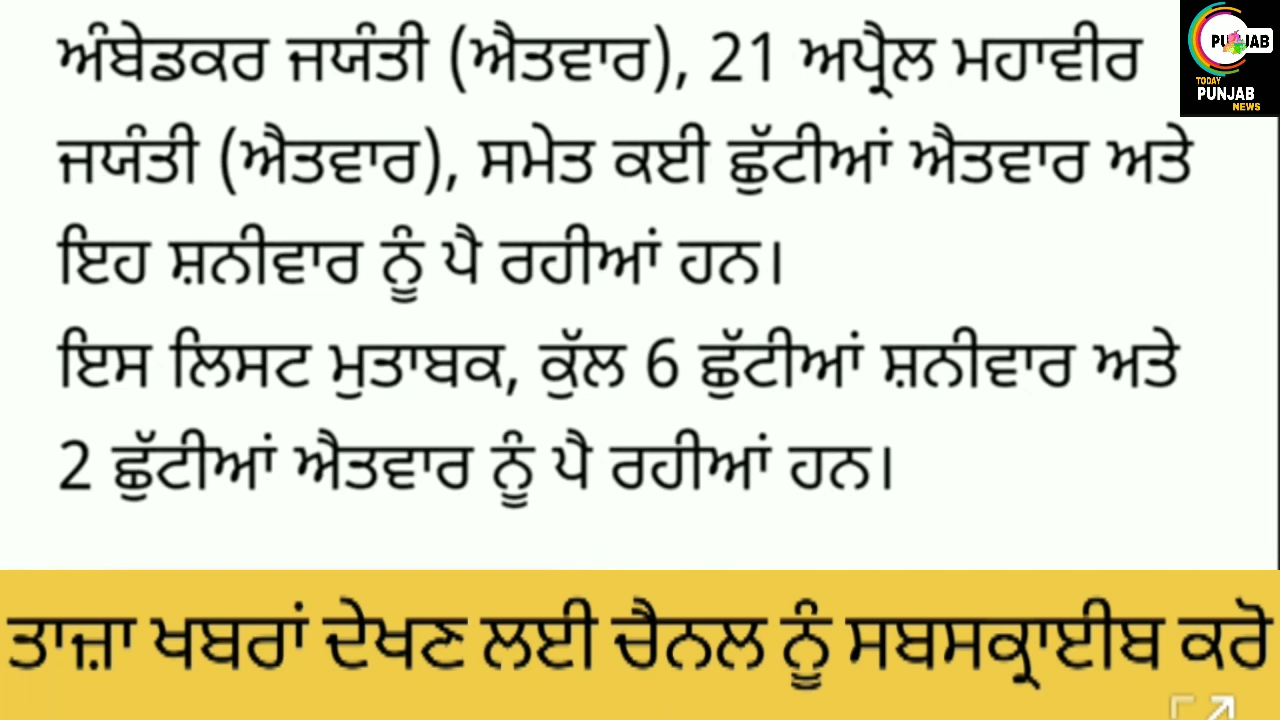 ਅੰਬੇਡਕਰ ਜਯੰਤੀ (ਐਤਵਾਰ), 21 ਅਪ੍ਰੈਲ ਮਹਾਵੀਰ
ਜਯੰਤੀ (ਐਤਵਾਰ), ਸਮੇਤ ਕਈ ਛੁੱਟੀਆਂ ਐਤਵਾਰ ਅਤੇ
ਇਹ ਸ਼ਨੀਵਾਰ ਨੂੰ ਪੈ ਰਹੀਆਂ ਹਨ।
ਇਸ ਲਿਸਟ ਮੁਤਾਬਕ, ਕੁੱਲ 6 ਛੁੱਟੀਆਂ ਸ਼ਨੀਵਾਰ ਅਤੇ
2 ਛੁੱਟੀਆਂ ਐਤਵਾਰ ਨੂੰ ਪੈ ਰਹੀਆਂ ਹਨ।
PUNJAB
TODAY
PUNJAB
NEWS
ਤਾਜ਼ਾ ਖਬਰਾਂ ਦੇਖਣ ਲਈ ਚੈਨਲ ਨੂੰ ਸਬਸਕ੍ਰਾਈਬ ਕਰੋ